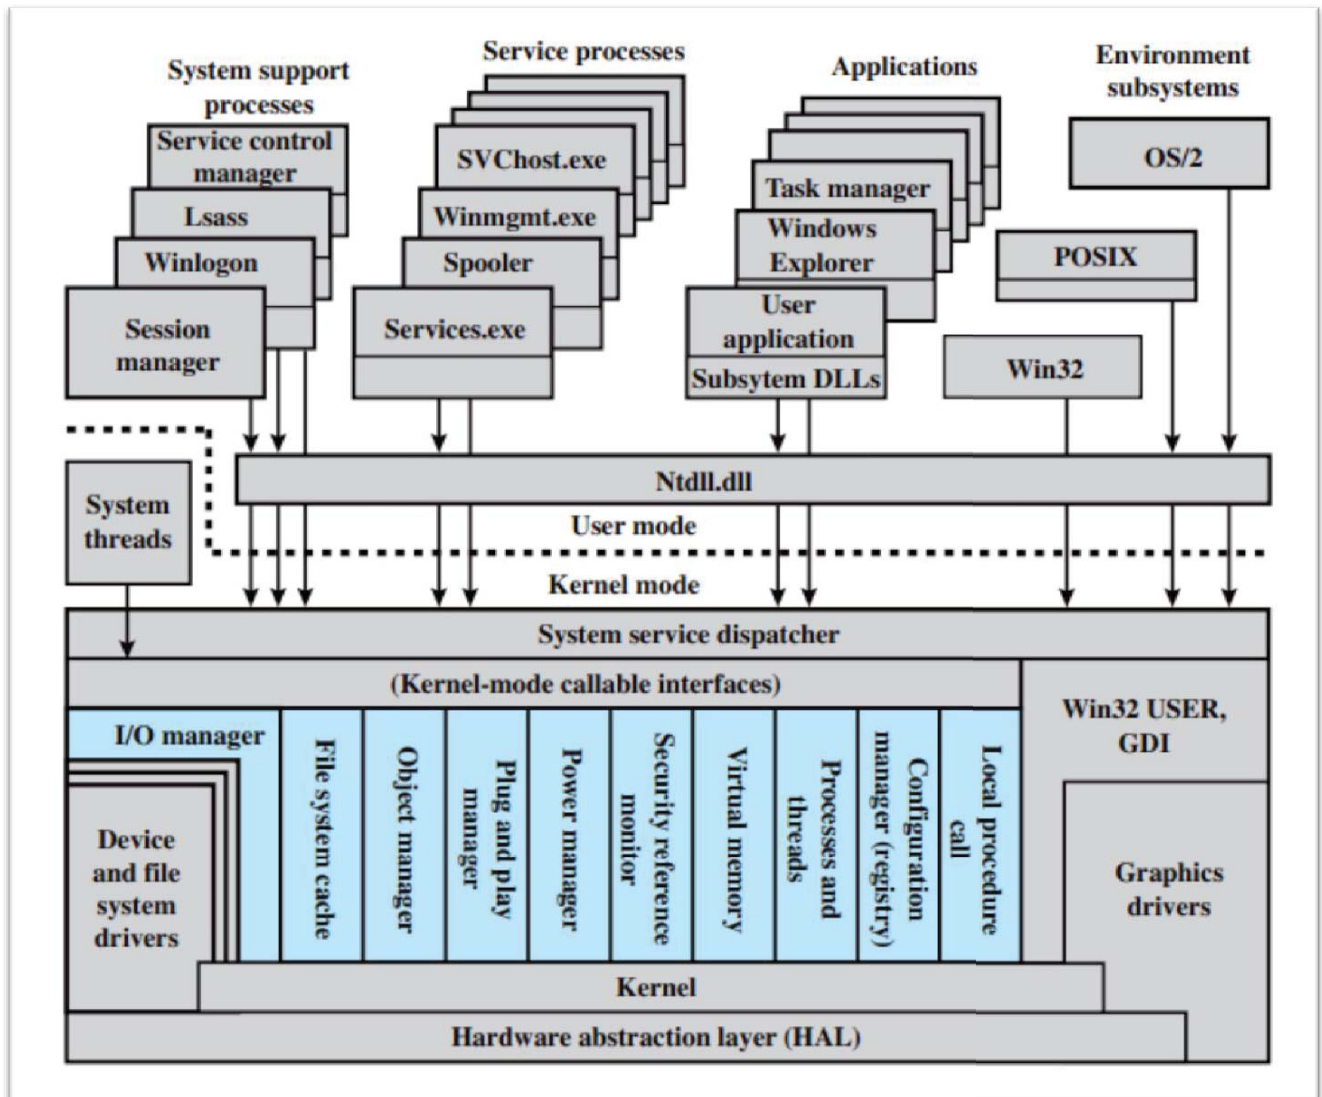 System support
processes
Service processes
Applications
Environment
subsystems
Service control
manager
Lsass
Winlogon
Session
manager
SVChost.exe
Winmgmt.exe
Spooler
Services.exe
Task manager
Windows
Explorer
User
application
Subsytem DLLs
OS/2
POSIX
Win32
System
threads
Ntdll.dll
User mode
Kernel mode
System service dispatcher
(Kernel-mode callable interfaces)
Win32 USER,
GDI
I/O manager
Device
and file
system
drivers
File system cache
Object manager
Plug and play
manager
Power manager
Security reference
monitor
Virtual memory
Processes and
threads
Configuration
manager (registry)
Local procedure
call
Graphics
drivers
Kernel
Hardware abstraction layer (HAL)